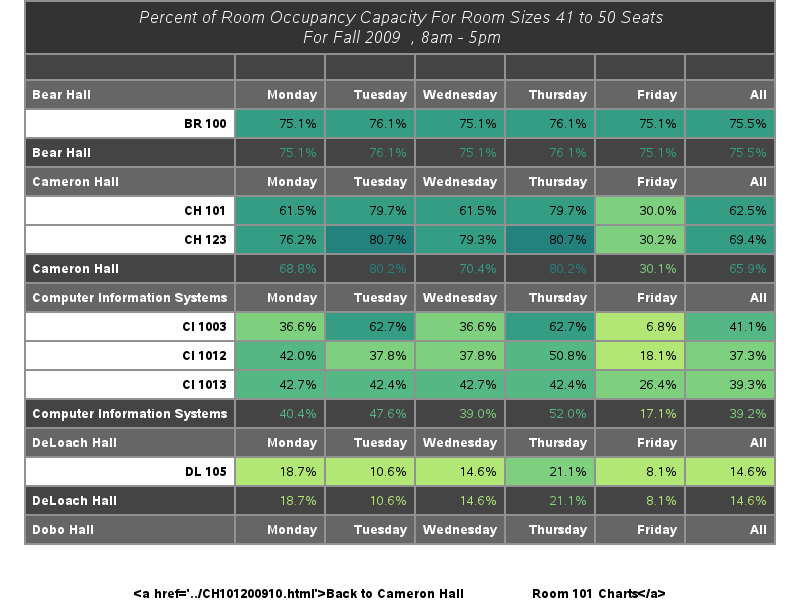 Percent of Room Occupancy Capacity For Room Sizes 41 to 50 Seats
For Fall 2009 , 8am - 5pm
Bear Hall Monday Tuesday Wednesday Thursday Friday All
BR 100 75.1% 76.1% 75.1% 76.1% 75.1% 75.5%
Bear Hall 75.1% 76.1% 75.1% 76.1% 75.1% 75.5%
Cameron Hall Monday Tuesday Wednesday Thursday Friday All
CH 101 61.5% 79.7% 61.5% 79.7% 30.0% 62.5%
CH 123 76.2% 80.7% 79.3% 80.7% 30.2% 69.4%
Cameron Hall 68.8% 80.2% 70.4% 80.2% 30.1% 65.9%
Computer Information Systems Monday Tuesday Wednesday Thursday Friday All
CI 1003 36.6% 62.7% 36.6% 62.7% 6.8% 41.1%
CI 1012 42.0% 37.8% 37.8% 50.8% 18.1% 37.3%
CI 1013 42.7% 42.4% 42.7% 42.4% 26.4% 39.3%
Computer Information Systems 40.4% 47.6% 39.0% 52.0% 17.1% 39.2%
DeLoach Hall Monday Tuesday Wednesday Thursday Friday All
DL 105 18.7% 10.6% 14.6% 21.1% 8.1% 14.6%
DeLoach Hall 18.7% 10.6% 14.6% 21.1% 8.1% 14.6%
Dobo Hall Monday Tuesday Wednesday Thursday Friday All
<a href='../CH101200910.html'>Back to Cameron Hall Room 101 Charts</a>